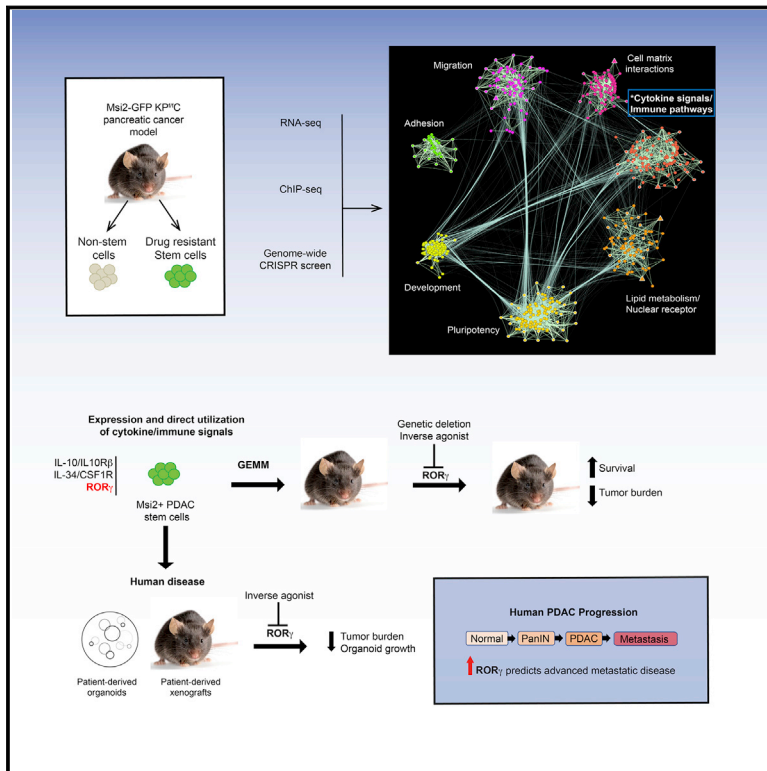 Msi2-GFP KPf/fC
pancreatic cancer
model
Non-stem
cells
Drug resistant
Stem cells
RNA-seq
ChIP-seq
Genome-wide
CRISPR screen
Migration
Cell matrix
interactions
*Cytokine signals/
Immune pathways
Adhesion
Development
Lipid metabolism/
Nuclear receptor
Pluripotency
Expression and direct utilization
of cytokine/immune signals
IL-10/IL10Rβ
IL-34/CSF1R
RORγ
Msi2+ PDAC
stem cells
GEMM
Genetic deletion
Inverse agonist
RORγ
Survival
Tumor burden
Human disease
Patient-derived
organoids
Patient-derived
xenografts
Inverse agonist
RORγ
Tumor burden
Organoid growth
Human PDAC Progression
Normal PanIN PDAC Metastasis
RORγ predicts advanced metastatic disease